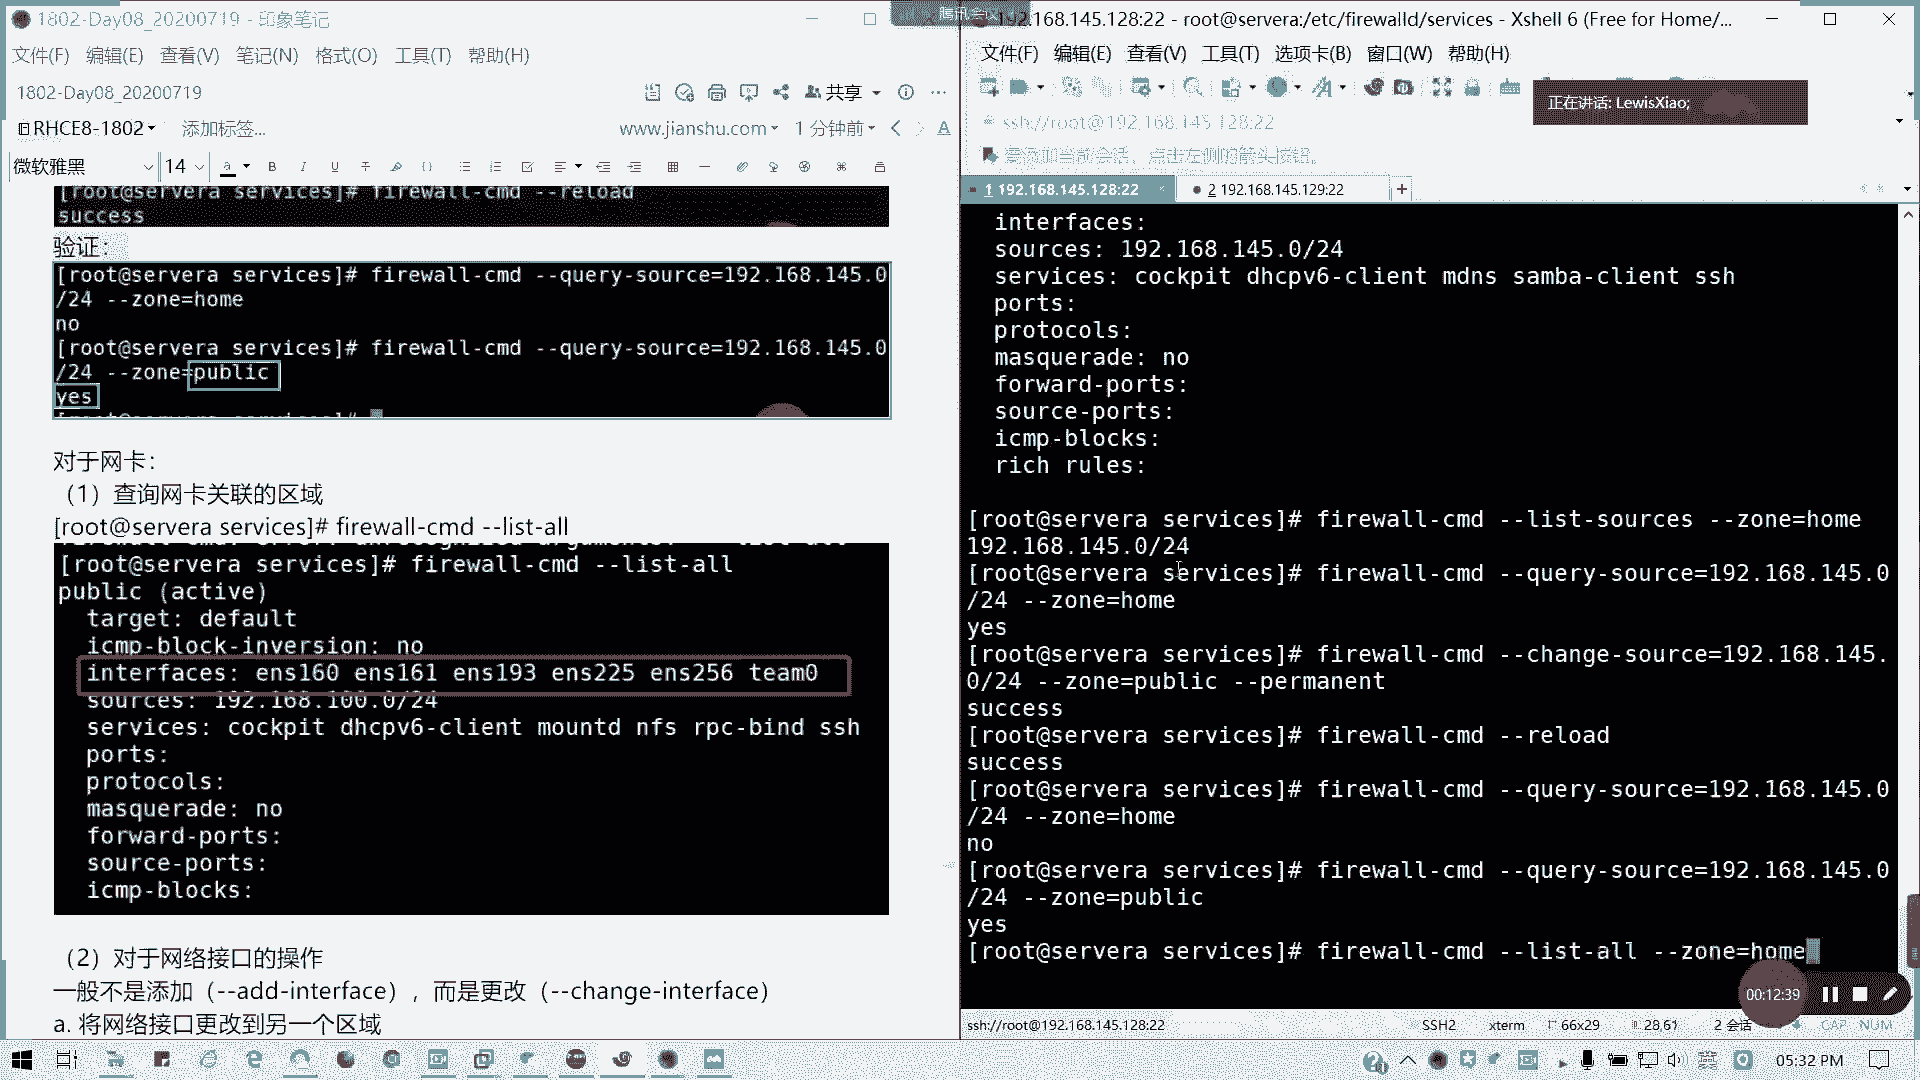 1802-Day08_20200719 - 印象笔记
文件(F) 编辑(E) 查看(V) 笔记(N) 格式(O) 工具(T) 帮助(H)
1802-Day08_20200719
共享
RHCE8-1802
添加标签...
www.jianshu.com
1 分钟前
微软雅黑
14
[root@servera services]# firewall-cmd --reload
success
验证：
[root@servera services]# firewall-cmd --query-source=192.168.145.0
/24 --zone=home
no
[root@servera services]# firewall-cmd --query-source=192.168.145.0
/24 --zone=public
yes
对于网卡：
（1）查询网卡关联的区域
[root@servera services]# firewall-cmd --list-all
[root@servera services]# firewall-cmd --list-all
public (active)
target: default
icmp-block-inversion: no
interfaces: ens160 ens161 ens193 ens225 ens256 team0
sources: 192.168.100.0/24
services: cockpit dhcpv6-client mountd nfs rpc-bind ssh
ports:
protocols:
masquerade: no
forward-ports:
source-ports:
icmp-blocks:
（2）对于网络接口的操作
一般不是添加（--add-interface），而是更改（--change-interface）
a. 将网络接口更改到另一个区域
腾讯会议
192.168.145.128:22 - root@servera:/etc/firewalld/services - Xshell 6 (Free for Home/...
文件(F) 编辑(E) 查看(V) 工具(T) 选项卡(B) 窗口(W) 帮助(H)
正在讲话: LewisXiao;
ssh://root@192.168.145.128:22
要添加当前会话，点击左侧的箭头按钮。
1 192.168.145.128:22
2 192.168.145.129:22
interfaces:
sources: 192.168.145.0/24
services: cockpit dhcpv6-client mdns samba-client ssh
ports:
protocols:
masquerade: no
forward-ports:
source-ports:
icmp-blocks:
rich rules:
[root@servera services]# firewall-cmd --list-sources --zone=home
192.168.145.0/24
[root@servera services]# firewall-cmd --query-source=192.168.145.0
/24 --zone=home
yes
[root@servera services]# firewall-cmd --change-source=192.168.145.
0/24 --zone=public --permanent
success
[root@servera services]# firewall-cmd --reload
success
[root@servera services]# firewall-cmd --query-source=192.168.145.0
/24 --zone=home
no
[root@servera services]# firewall-cmd --query-source=192.168.145.0
/24 --zone=public
yes
[root@servera services]# firewall-cmd --list-all --zone=home
00:12:39
ssh://root@192.168.145.128:22
SSH2
xterm
66x29
28,61
2 会话
CAP NUM
05:32 PM